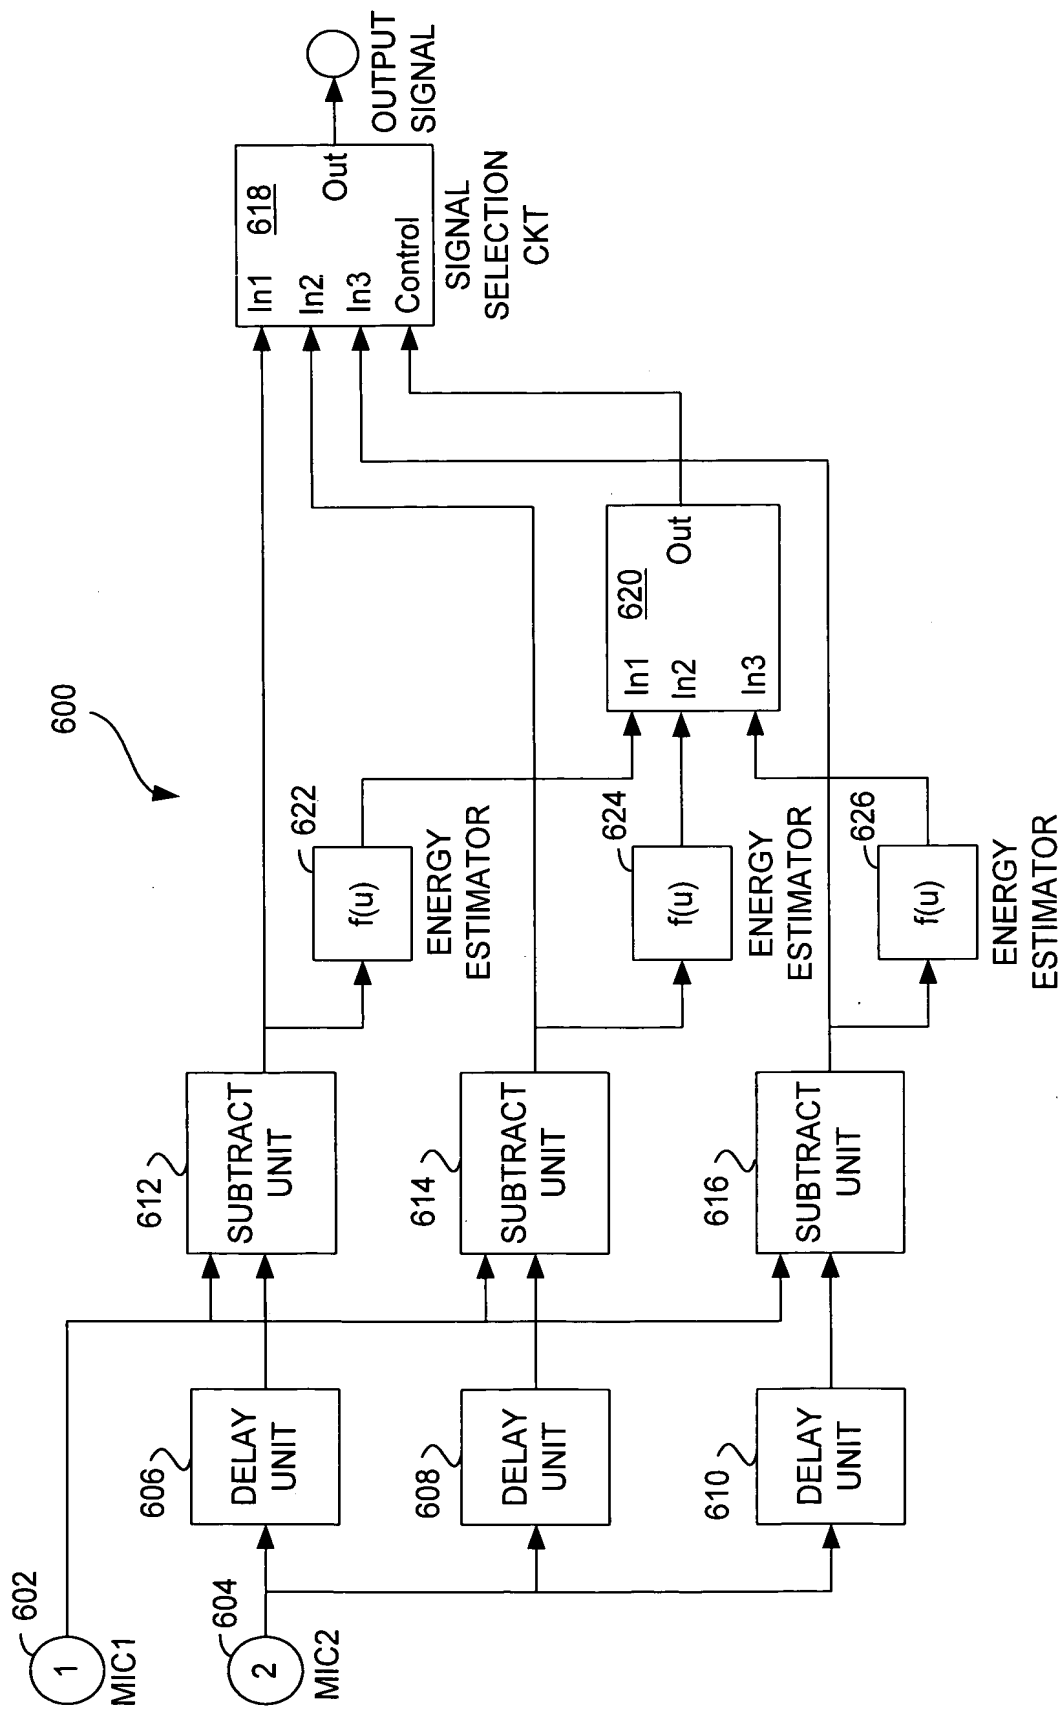 600
602
1
MIC1
604
2
MIC2
606
DELAY
UNIT
608
DELAY
UNIT
610
DELAY
UNIT
612
SUBTRACT
UNIT
614
SUBTRACT
UNIT
616
SUBTRACT
UNIT
622
f(u)
ENERGY
ESTIMATOR
624
f(u)
ENERGY
ESTIMATOR
626
f(u)
ENERGY
ESTIMATOR
620
In1
In2
In3
Out
618
In1
In2
In3
Control
Out
SIGNAL
SELECTION
CKT
OUTPUT
SIGNAL